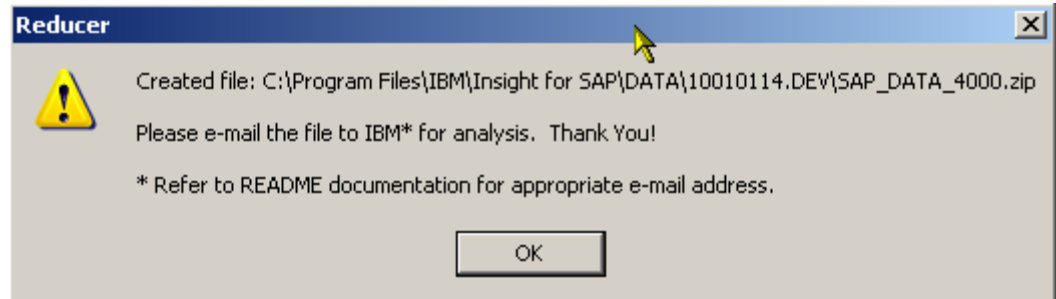 Reducer
Created file: C:\Program Files\IBM\Insight for SAP\DATA\10010114.DEV\SAP_DATA_4000.zip
Please e-mail the file to IBM* for analysis.  Thank You!
* Refer to README documentation for appropriate e-mail address.
OK